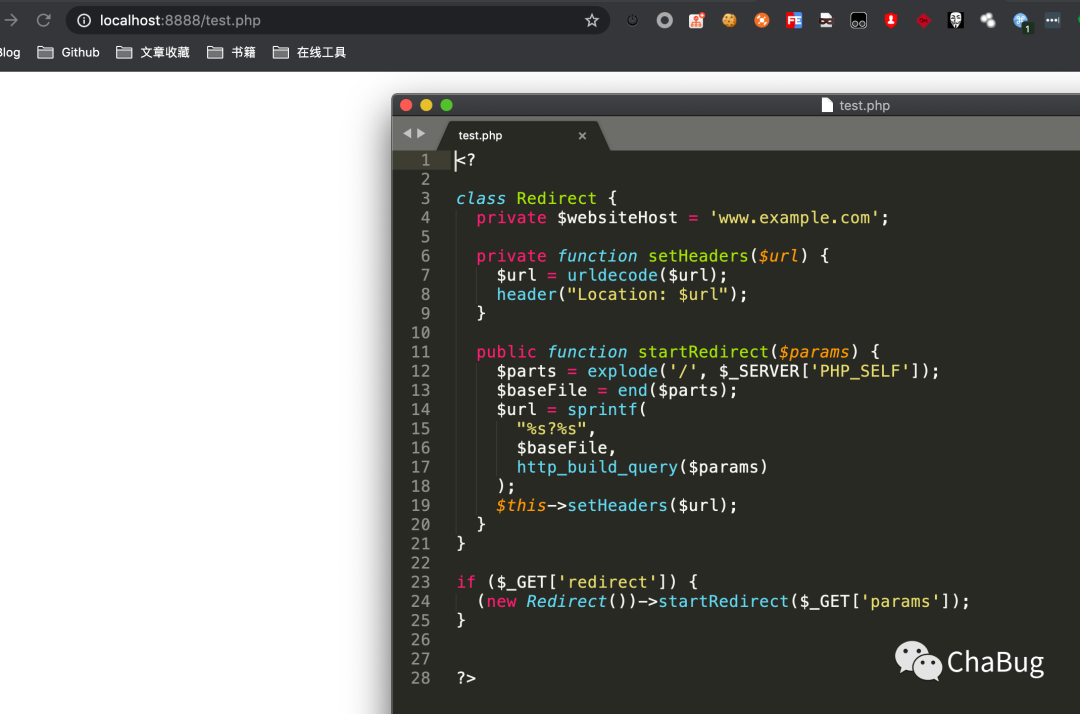 localhost:8888/test.php
1
log
Github
文章收藏
书籍
在线工具
test.php
test.php
1 <?
2
3 class Redirect {
4   private $websiteHost = 'www.example.com';
5
6   private function setHeaders($url) {
7     $url = urldecode($url);
8     header("Location: $url");
9   }
10
11   public function startRedirect($params) {
12     $parts = explode('/', $_SERVER['PHP_SELF']);
13     $baseFile = end($parts);
14     $url = sprintf(
15       "%s?%s",
16       $baseFile,
17       http_build_query($params)
18     );
19     $this->setHeaders($url);
20   }
21 }
22
23 if ($_GET['redirect']) {
24   (new Redirect())->startRedirect($_GET['params']);
25 }
26
27
28 ?>
ChaBug